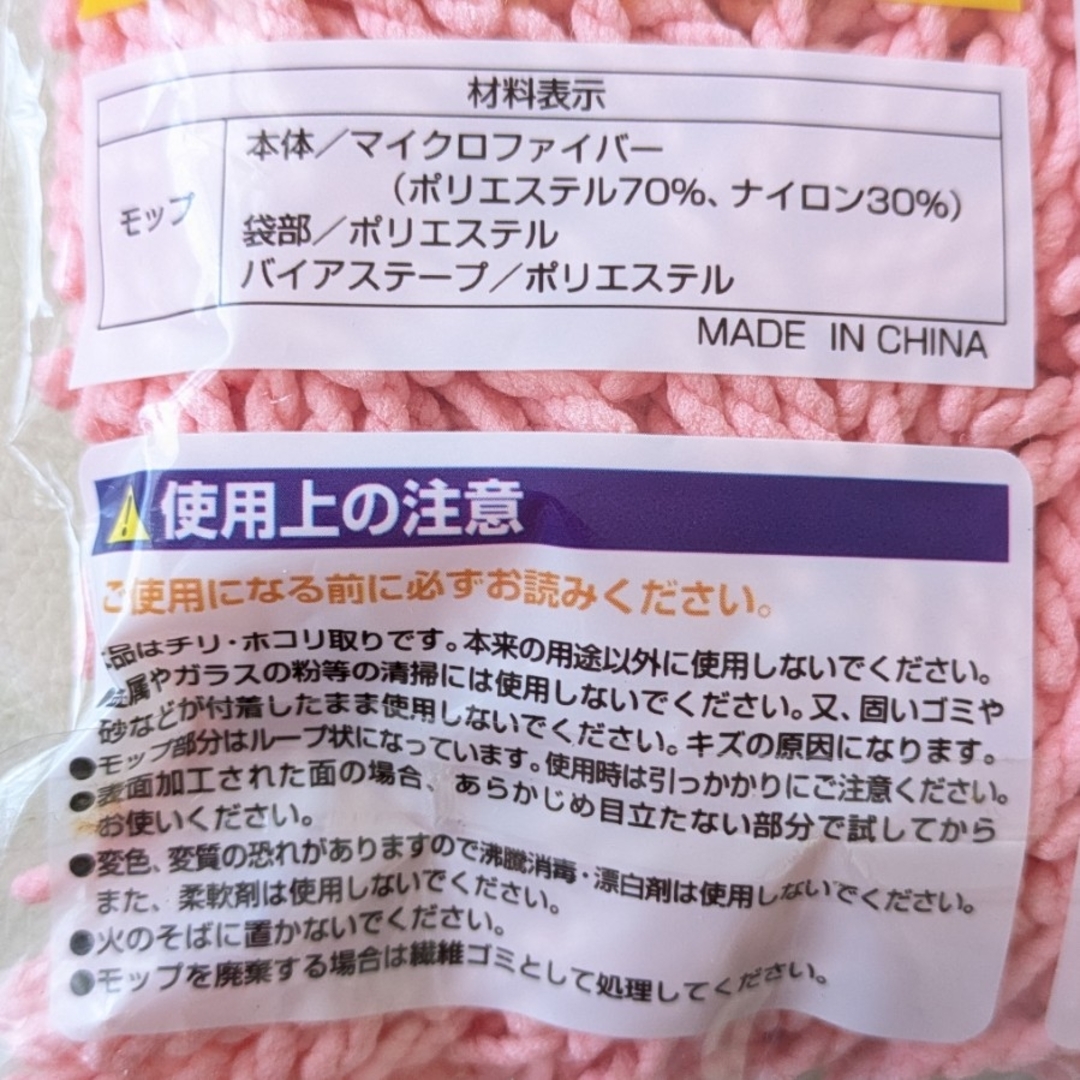 材料表示
モップ
本体／マイクロファイバー
（ポリエステル70%、ナイロン30%）
袋部／ポリエステル
バイアステープ／ポリエステル
MADE IN CHINA
使用上の注意
ご使用になる前に必ずお読みください。
品はチリ・ホコリ取りです。本来の用途以外に使用しないでください。
金属やガラスの粉等の清掃には使用しないでください。又、固いゴミや
砂などが付着したまま使用しないでください。キズの原因になります。
●モップ部分はループ状になっています。使用時は引っかかりにご注意ください。
●表面加工された面の場合、あらかじめ目立たない部分で試してから
お使いください。
●変色、変質の恐れがありますので沸騰消毒・漂白剤は使用しないでください。
また、柔軟剤は使用しないでください。
●火のそばに置かないでください。
●モップを廃棄する場合は繊維ゴミとして処理してください。